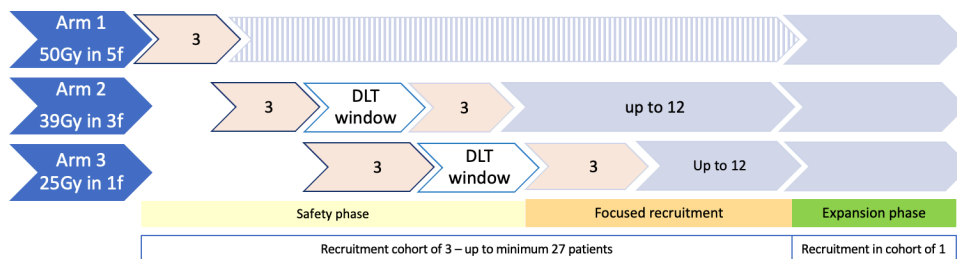 Arm 1
50Gy in 5f
3
Arm 2
39Gy in 3f
3
DLT
window
3
up to 12
Arm 3
25Gy in 1f
3
DLT
window
3
Up to 12
Safety phase
Focused recruitment
Expansion phase
Recruitment cohort of 3 – up to minimum 27 patients
Recruitment in cohort of 1